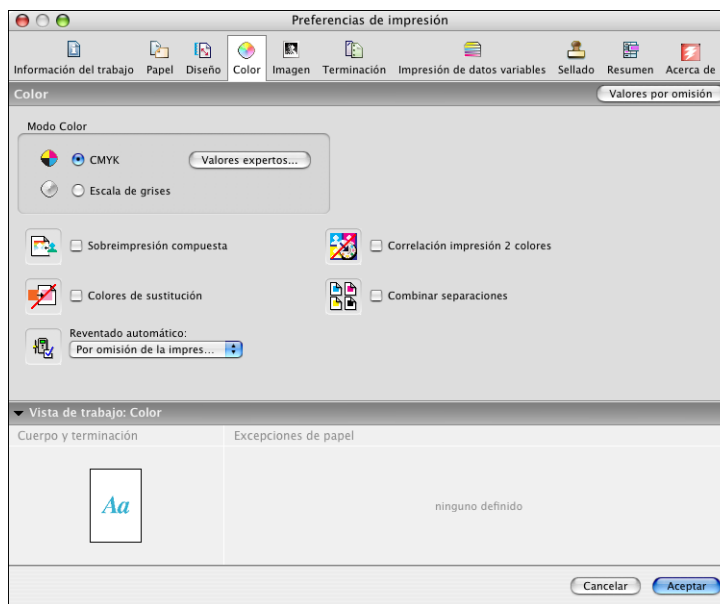 Preferencias de impresión
Información del trabajo Papel Diseño Color Imagen Terminación Impresión de datos variables Sellado Resumen Acerca de
Color Valores por omisión
Modo Color
CMYK Valores expertos...
Escala de grises
Sobreimpresión compuesta Correlación impresión 2 colores
Colores de sustitución Combinar separaciones
Reventado automático:
Por omisión de la impres...
Vista de trabajo: Color
Cuerpo y terminación Excepciones de papel
Aa ninguno definido
Cancelar Aceptar